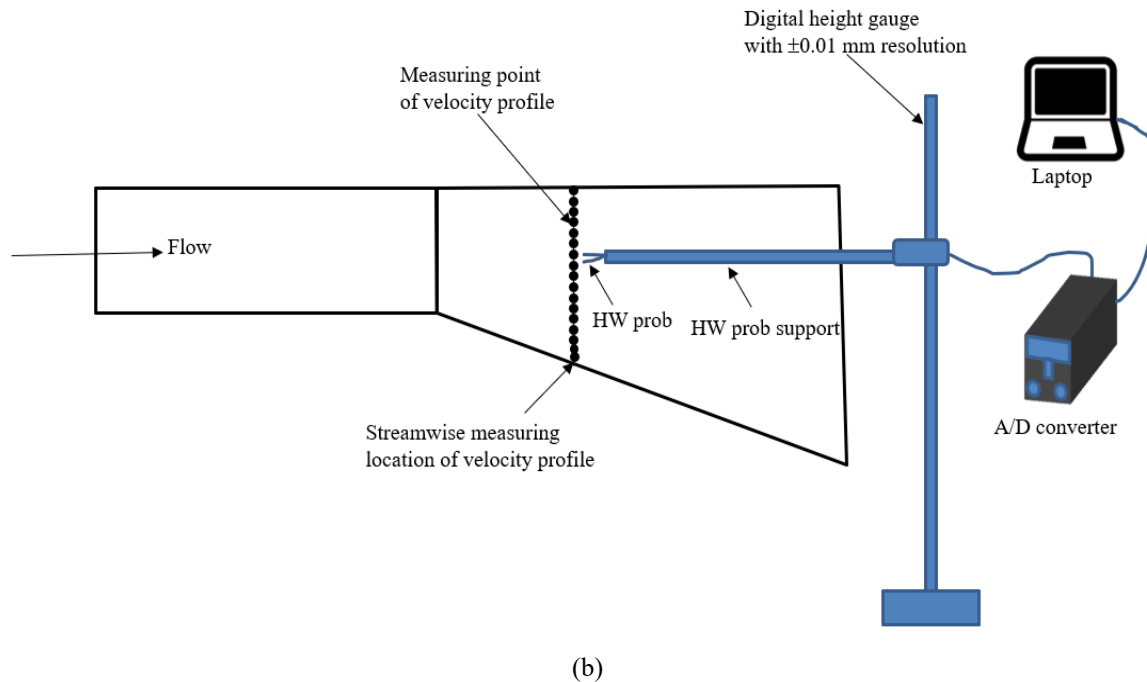 Digital height gauge
with ±0.01 mm resolution
Measuring point
of velocity profile
Laptop
Flow
HW prob
HW prob support
A/D converter
Streamwise measuring
location of velocity profile
(b)